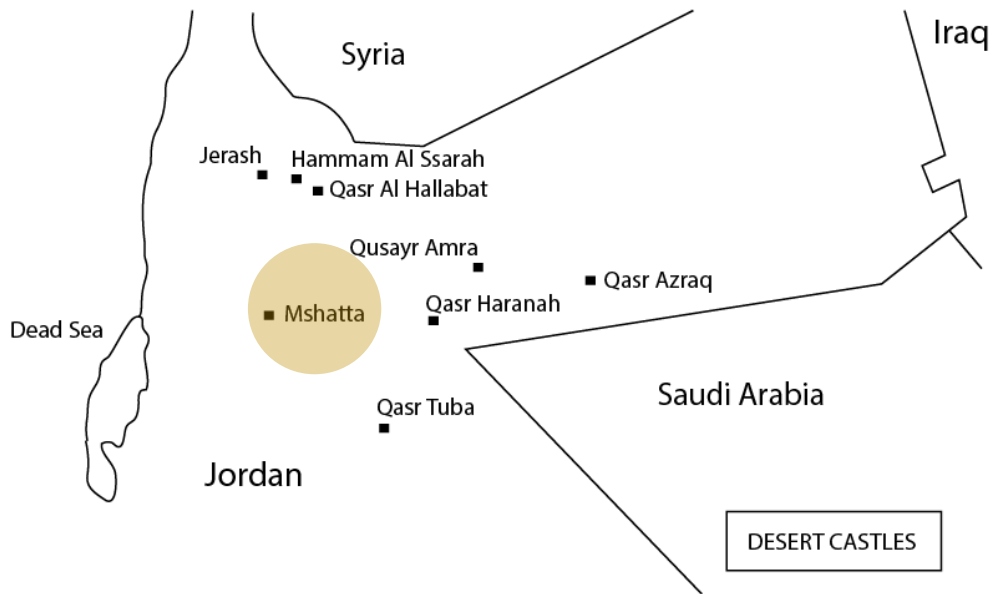 Iraq
Syria
Jerash
Hammam Al Ssarah
Qasr Al Hallabat
Qusayr Amra
Qasr Azraq
Qasr Haranah
Mshatta
Dead Sea
Saudi Arabia
Qasr Tuba
Jordan
DESERT CASTLES